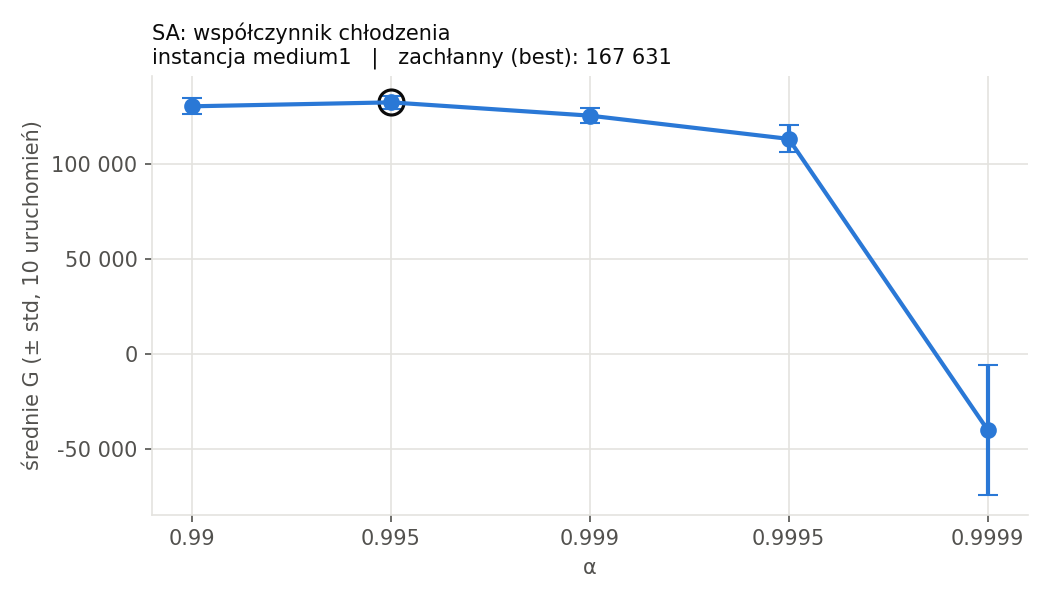 SA: współczynnik chłodzenia
instancja medium1 | zachłanny (best): 167 631
średnie G (± std, 10 uruchomień)
100 000
50 000
0
-50 000
0.99 0.995 0.999 0.9995 0.9999
α